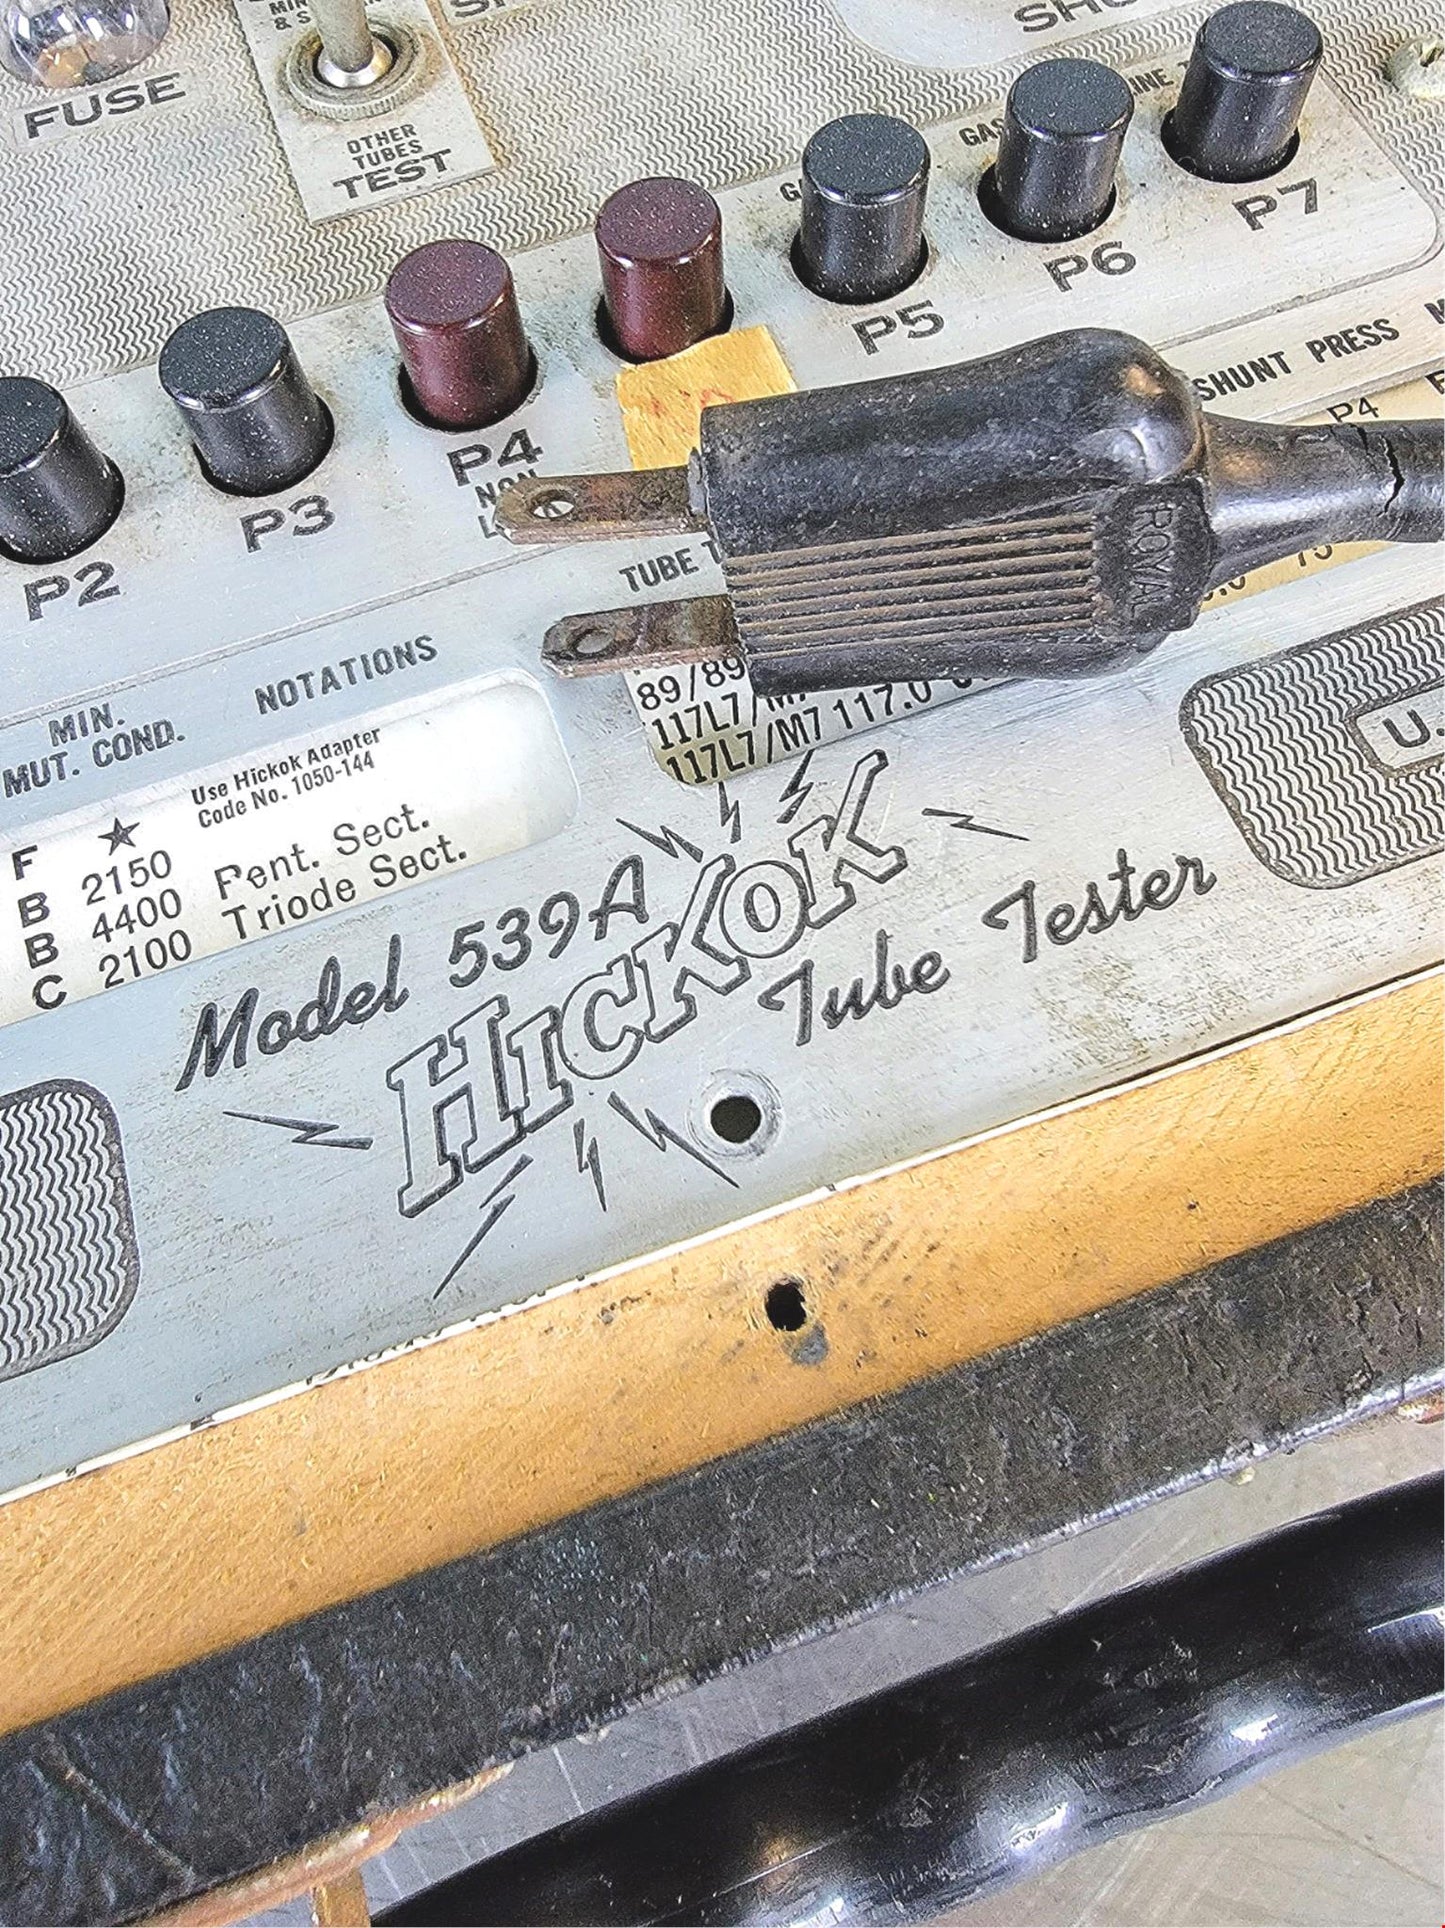 FUSE
OTHER
TUBES
TEST
P7
P6
P5
P4
P3
P2
SHUNT PRESS
P4
TUBE
NOTATIONS
MIN.
MUT. COND.
Use Hickok Adapter
Code No. 1050-144
F ★
B 2150 Pent. Sect.
B 4400 Triode Sect.
C 2100
ROYAL
89/89
117L7/M7
117L7/M7 117.0
Model 539A
HICKOK
Tube Tester